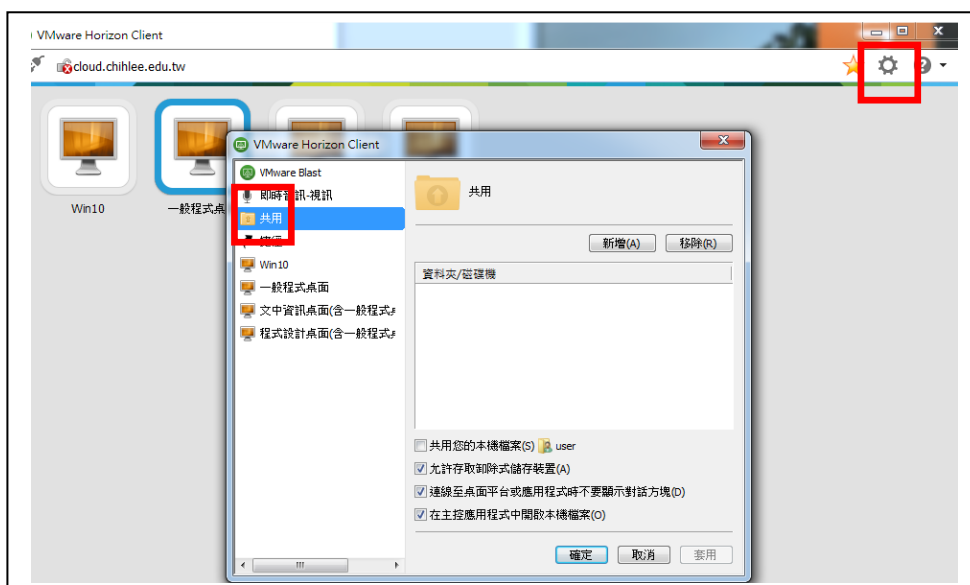 VMware Horizon Client
cloud.chihlee.edu.tw
Win10
一般程式桌
VMware Horizon Client
VMware Blast
即時音訊-視訊
共用
Win10
一般程式桌面
文中資訊桌面(含一般程式
程式設計桌面(含一般程式
共用
新增(A)
移除(R)
資料夾/磁碟機
共用您的本機檔案(S) user
允許存取卸除式儲存裝置(A)
連線至桌面平台或應用程式時不要顯示對話方塊(D)
在主控應用程式中開啟本機檔案(O)
確定
取消
套用